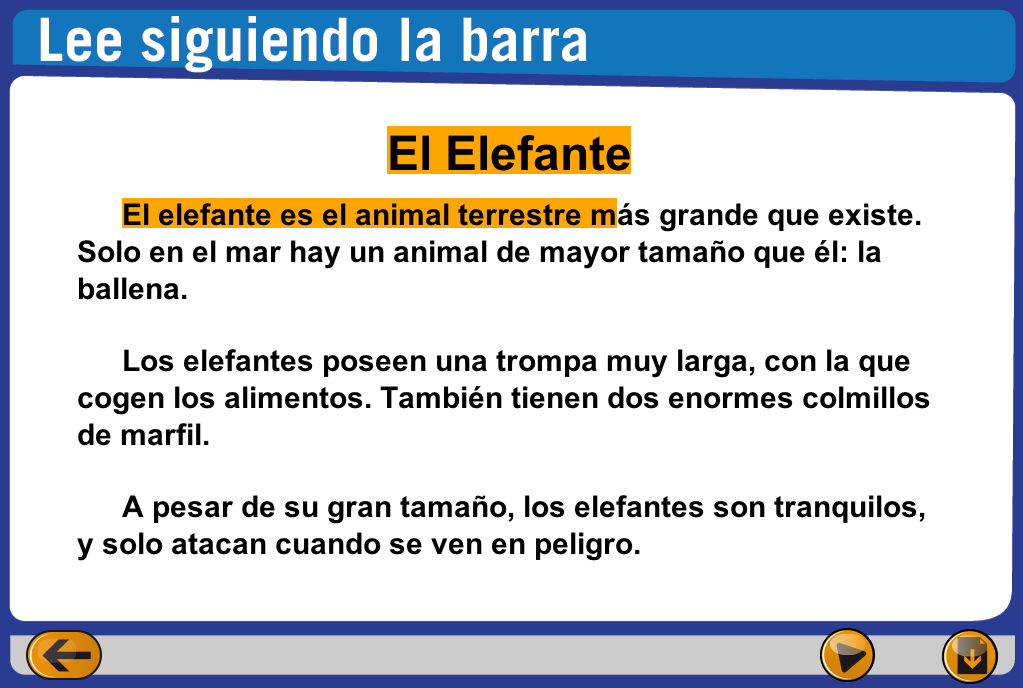 Lee siguiendo la barra
El Elefante
El elefante es el animal terrestre más grande que existe.
Solo en el mar hay un animal de mayor tamaño que él: la
ballena.
Los elefantes poseen una trompa muy larga, con la que
cogen los alimentos. También tienen dos enormes colmillos
de marfil.
A pesar de su gran tamaño, los elefantes son tranquilos,
y solo atacan cuando se ven en peligro.